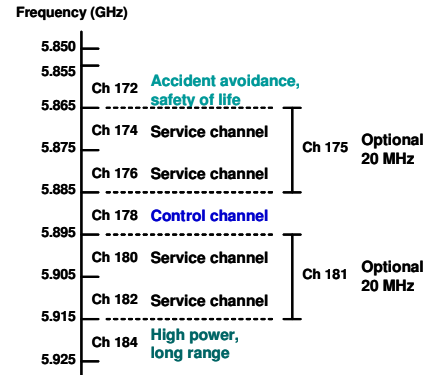 Frequency (GHz)
5.850
5.855
Ch 172 Accident avoidance,
safety of life
5.865
Ch 174 Service channel
Ch 175 Optional
20 MHz
5.875
Ch 176 Service channel
5.885
Ch 178 Control channel
5.895
Ch 180 Service channel
Ch 181 Optional
20 MHz
5.905
Ch 182 Service channel
5.915
Ch 184 High power,
long range
5.925